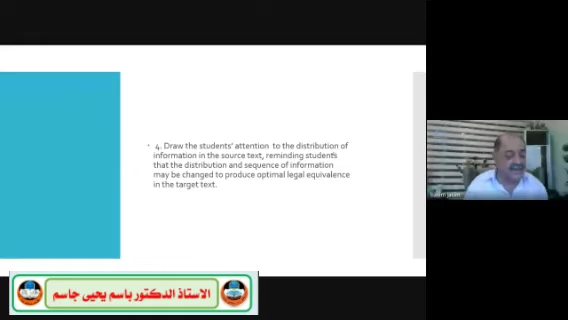 4. Draw the students' attention to the distribution of
information in the source text, reminding students
that the distribution and sequence of information
may be changed to produce optimal legal equivalence
in the target text.
الاستاذ الدكتور باسم يحيى جاسم